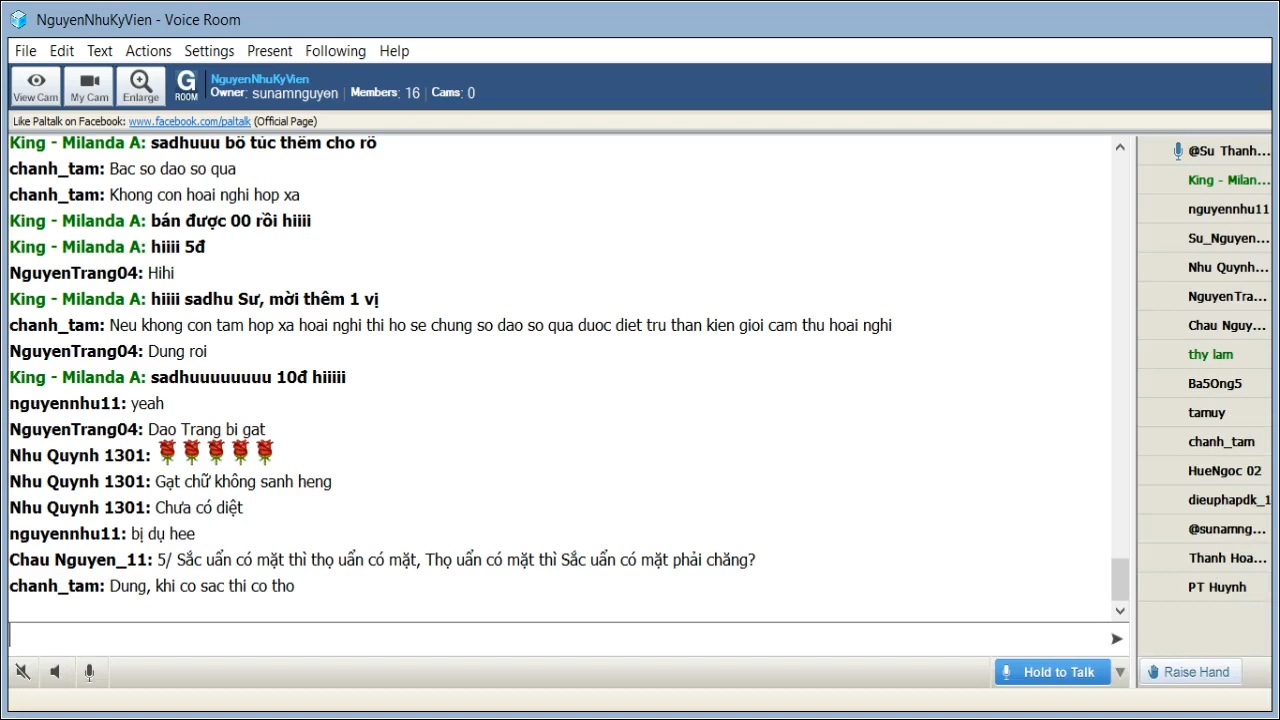 NguyenNhuKyVien - Voice Room
File Edit Text Actions Settings Present Following Help
View Cam My Cam Enlarge G ROOM NguyenNhuKyVien
Owner: sunamnguyen | Members: 16 | Cams: 0
Like Paltalk on Facebook: www.facebook.com/paltalk (Official Page)
King - Milanda A: sadhuuu bổ túc thêm cho rõ
chanh_tam: Bac so dao so qua
chanh_tam: Khong con hoai nghi hop xa
King - Milanda A: bán được 00 rồi hiiii
King - Milanda A: hiiii 5đ
NguyenTrang04: Hihi
King - Milanda A: hiiii sadhu Sư, mời thêm 1 vị
chanh_tam: Neu khong con tam hop xa hoai nghi thi ho se chung so dao so qua duoc diet tru than kien gioi cam thu hoai nghi
NguyenTrang04: Dung roi
King - Milanda A: sadhuuuuuuuuu 10đ hiiiii
nguyennhu11: yeah
NguyenTrang04: Dao Trang bi gat
Nhu Quynh 1301:
Nhu Quynh 1301: Gạt chữ không sanh heng
Nhu Quynh 1301: Chưa có diệt
nguyennhu11: bị dụ hee
Chau Nguyen_11: 5/ Sắc uẩn có mặt thì thọ uẩn có mặt, Thọ uẩn có mặt thì Sắc uẩn có mặt phải chăng?
chanh_tam: Dung, khi co sac thi co tho
@Su Thanh...
King - Milan...
nguyennhu11
Su_Nguyen...
Nhu Quynh...
NguyenTra...
Chau Nguy...
thy lam
Ba5Ong5
tamuy
chanh_tam
HueNgoc 02
dieuphapdk_1
@sunamng...
Thanh Hoa...
PT Huynh
Hold to Talk
Raise Hand